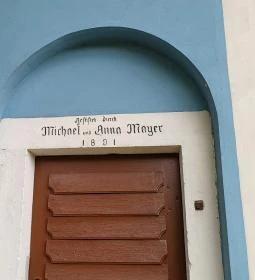 Gestiftet durch
Michael und Anna Mayer
1891